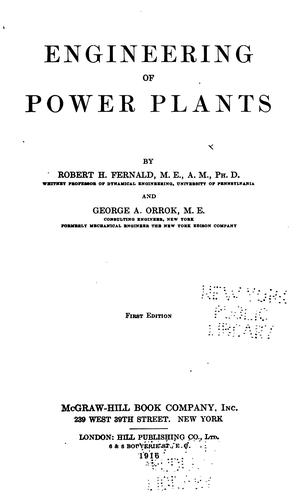 ENGINEERING
OF
POWER PLANTS
BY
ROBERT H. FERNALD, M. E., A. M., PH. D.
WHITNEY PROFESSOR OF DYNAMICAL ENGINEERING, UNIVERSITY OF PENNSYLVANIA
AND
GEORGE A. ORROK, M. E.
CONSULTING ENGINEER, NEW YORK
FORMERLY MECHANICAL ENGINEER THE NEW YORK EDISON COMPANY
NEW YORK
PUBLIC
LIBRARY
FIRST EDITION
McGRAW-HILL BOOK COMPANY, INC.
239 WEST 39TH STREET. NEW YORK
LONDON: HILL PUBLISHING CO., LTD.
6 & 8 BOUVERIE ST., E. C.
1916
PUBLIC
LIBRARY